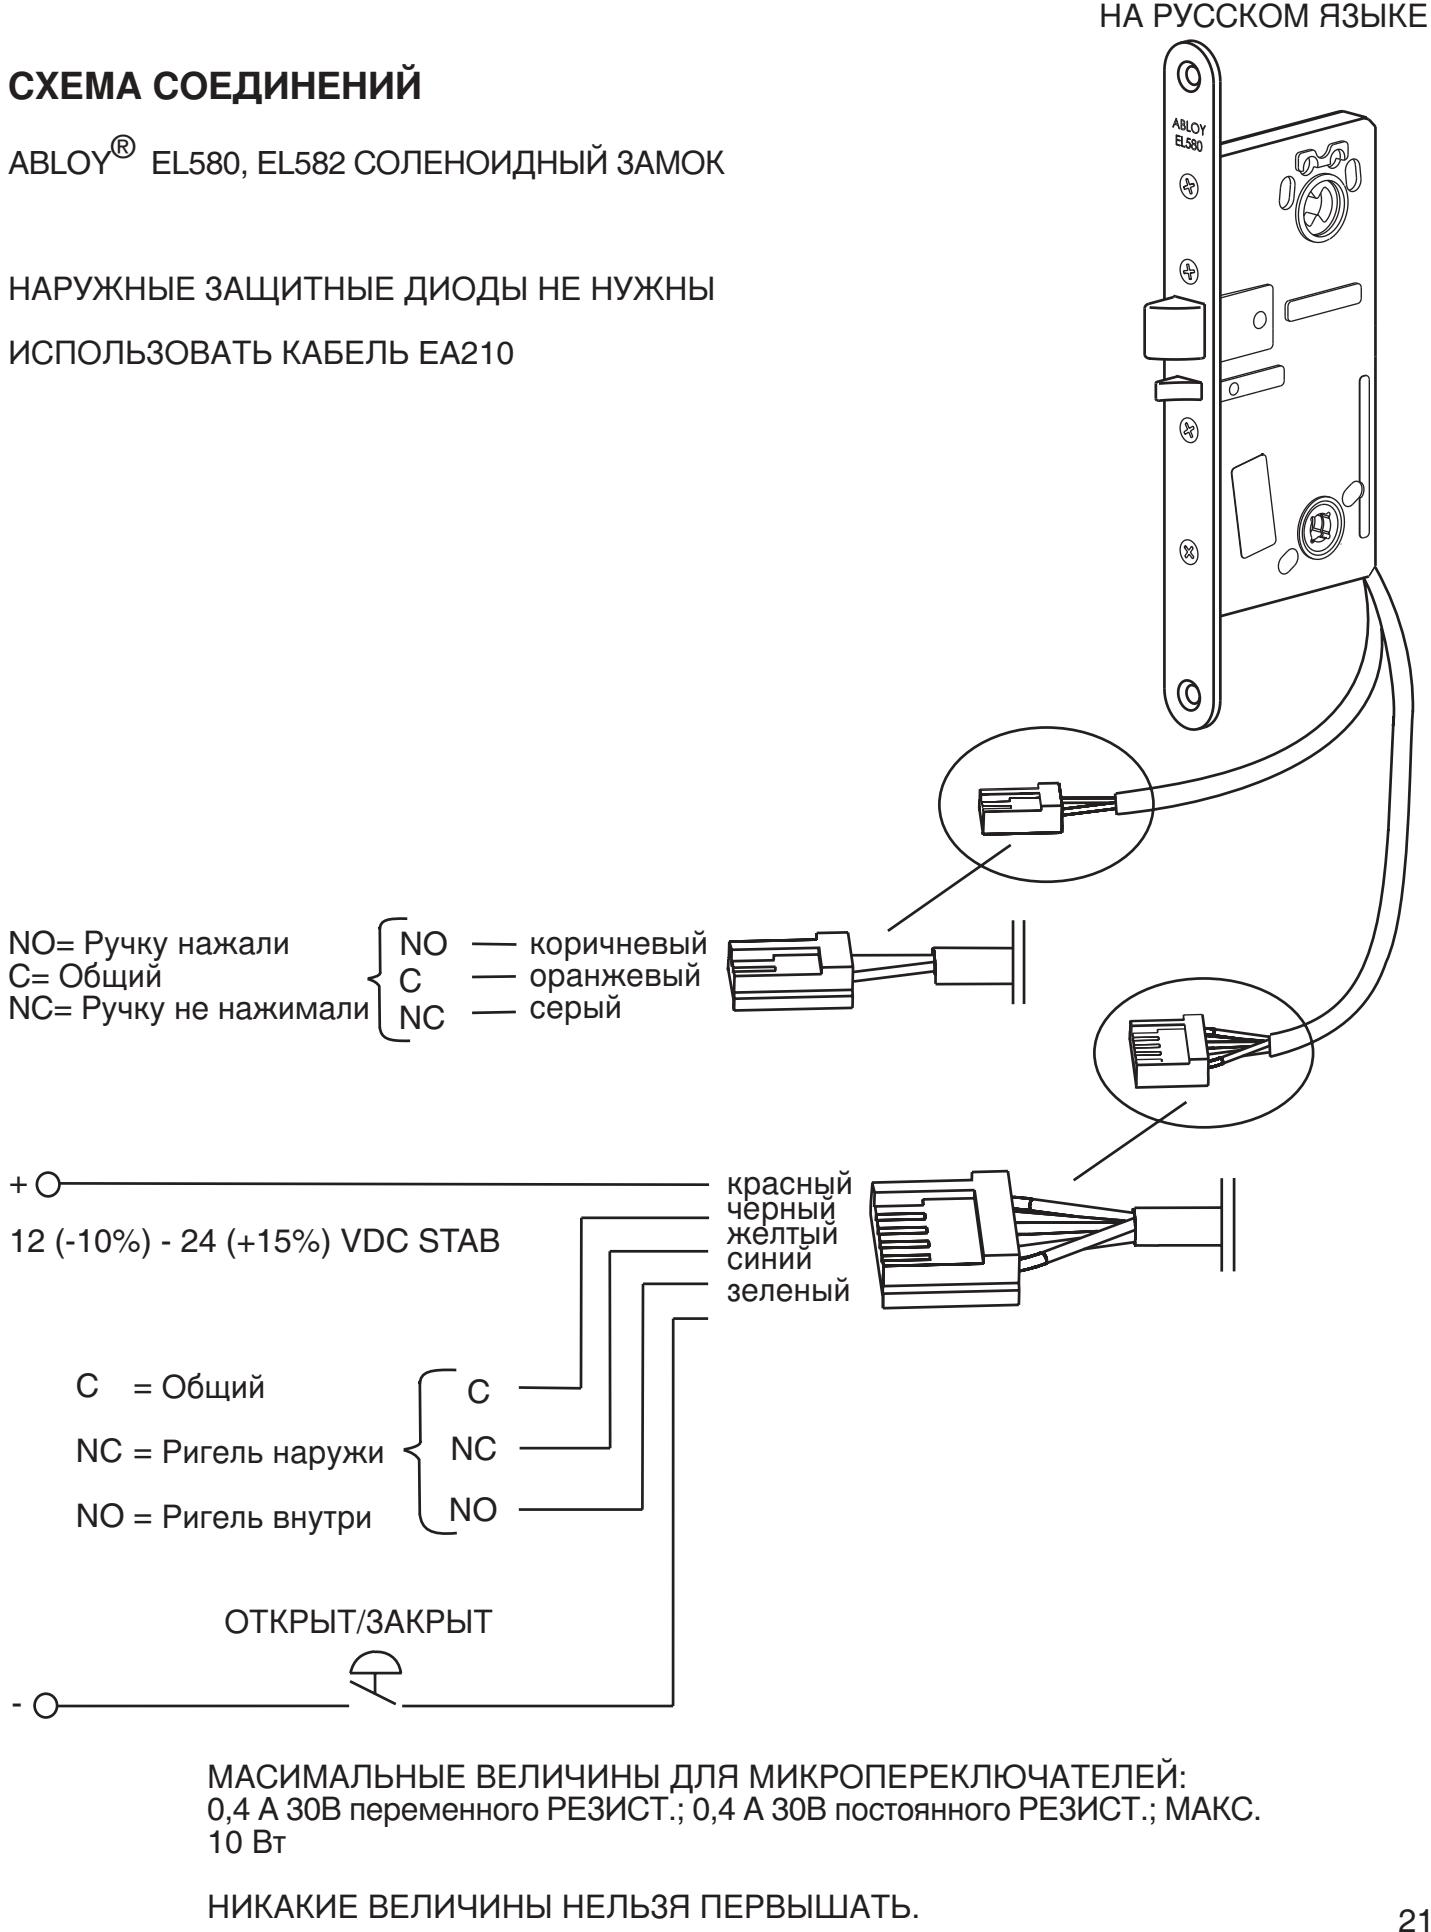 НА РУССКОМ ЯЗЫКЕ
СХЕМА СОЕДИНЕНИЙ
ABLOY® EL580, EL582 СОЛЕНОИДНЫЙ ЗАМОК
ABLOY
EL580
НАРУЖНЫЕ ЗАЩИТНЫЕ ДИОДЫ НЕ НУЖНЫ
ИСПОЛЬЗОВАТЬ КАБЕЛЬ EA210
NO= Ручку нажали NO коричневый
C= Общий C оранжевый
NC= Ручку не нажимали NC серый
+ красный
черный
12 (-10%) - 24 (+15%) VDC STAB желтый
синий
зеленый
C = Общий C
NC = Ригель наружи NC
NO = Ригель внутри NO
ОТКРЫТ/ЗАКРЫТ
-
МАСИМАЛЬНЫЕ ВЕЛИЧИНЫ ДЛЯ МИКРОПЕРЕКЛЮЧАТЕЛЕЙ:
0,4 А 30В переменного РЕЗИСТ.; 0,4 А 30В постоянного РЕЗИСТ.; МАКС.
10 Вт
НИКАКИЕ ВЕЛИЧИНЫ НЕЛЬЗЯ ПЕРВЫШАТЬ.
21